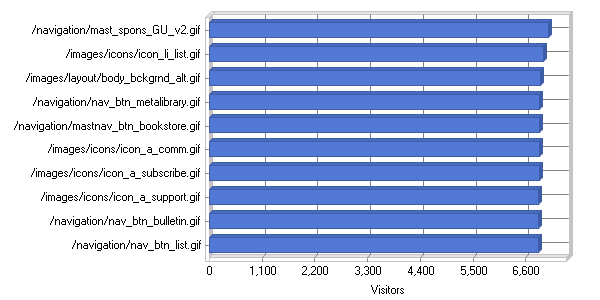 /navigation/mast_spons_GU_v2.gif
/images/icons/icon_li_list.gif
/images/layout/body_bckgrnd_alt.gif
/navigation/nav_btn_metalibrary.gif
/navigation/mastnav_btn_bookstore.gif
/images/icons/icon_a_comm.gif
/images/icons/icon_a_subscribe.gif
/images/icons/icon_a_support.gif
/navigation/nav_btn_bulletin.gif
/navigation/nav_btn_list.gif
0 1,100 2,200 3,300 4,400 5,500 6,600
Visitors